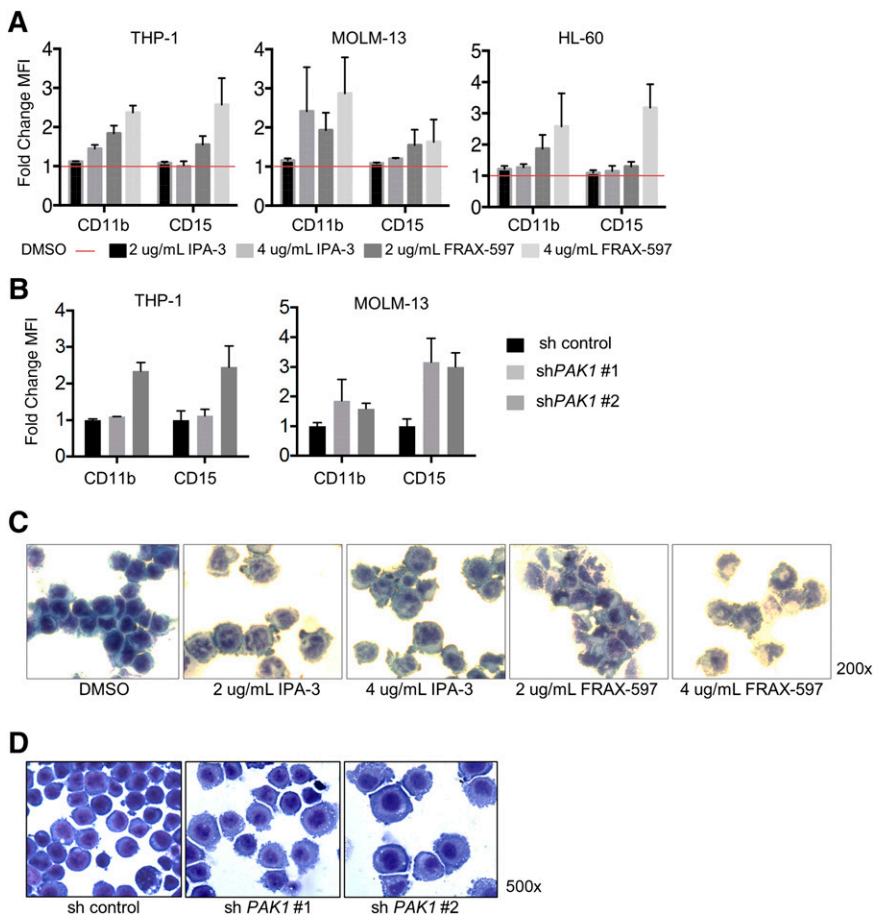 A
THP-1
MOLM-13
HL-60
Fold Change MFI
4
3
2
1
0
CD11b
CD15
4
3
2
1
0
CD11b
CD15
5
4
3
2
1
0
CD11b
CD15
DMSO 2 ug/mL IPA-3 4 ug/mL IPA-3 2 ug/mL FRAX-597 4 ug/mL FRAX-597
B
THP-1
MOLM-13
Fold Change MFI
4
3
2
1
0
CD11b
CD15
5
4
3
2
1
0
CD11b
CD15
sh control
shPAK1 #1
shPAK1 #2
C
DMSO
2 ug/mL IPA-3
4 ug/mL IPA-3
2 ug/mL FRAX-597
4 ug/mL FRAX-597
200x
D
sh control
sh PAK1 #1
sh PAK1 #2
500x